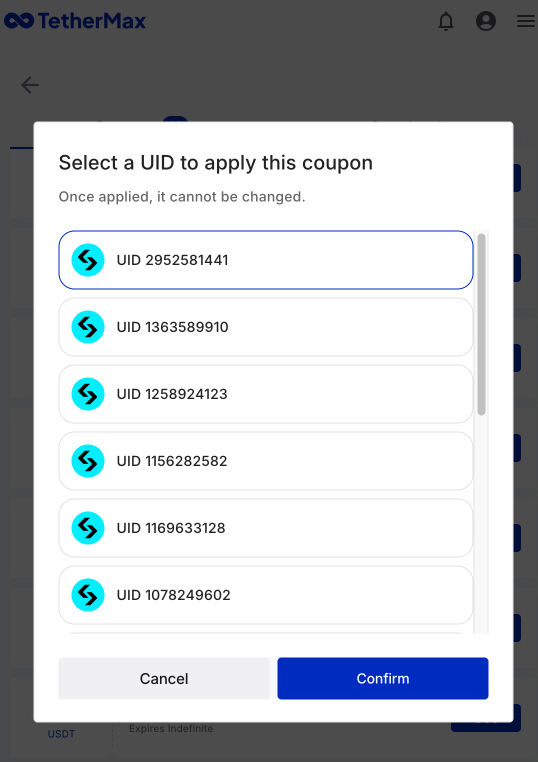 TetherMax
Select a UID to apply this coupon
Once applied, it cannot be changed.
UID 2952581441
UID 1363589910
UID 1258924123
UID 1156282582
UID 1169633128
UID 1078249602
Cancel
Confirm
Expires Indefinite
USDT